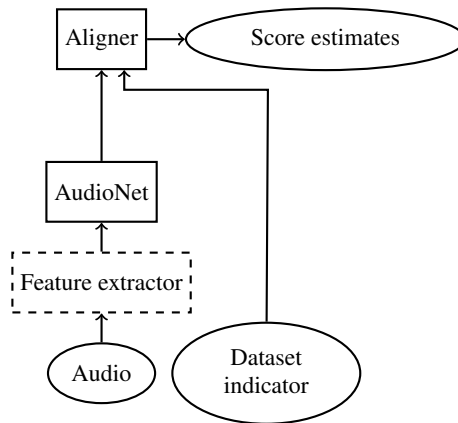 Aligner
Score estimates
AudioNet
Feature extractor
Audio
Dataset
indicator